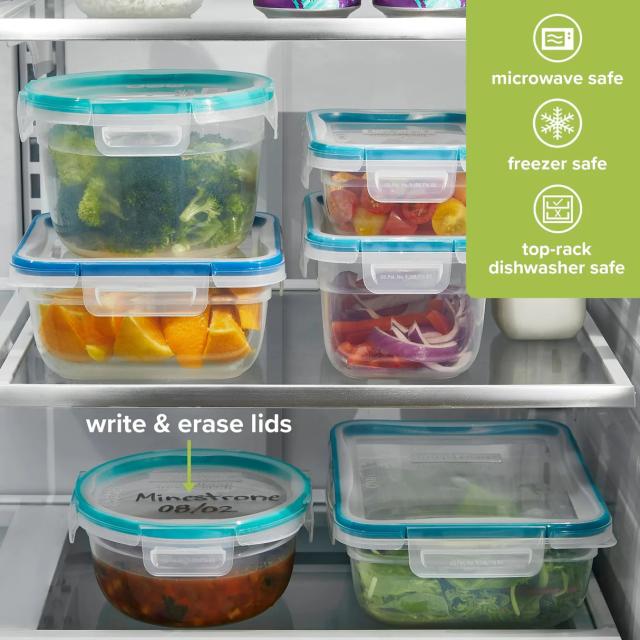 microwave safe
freezer safe
top-rack
dishwasher safe
write & erase lids
Minestrone
08/02